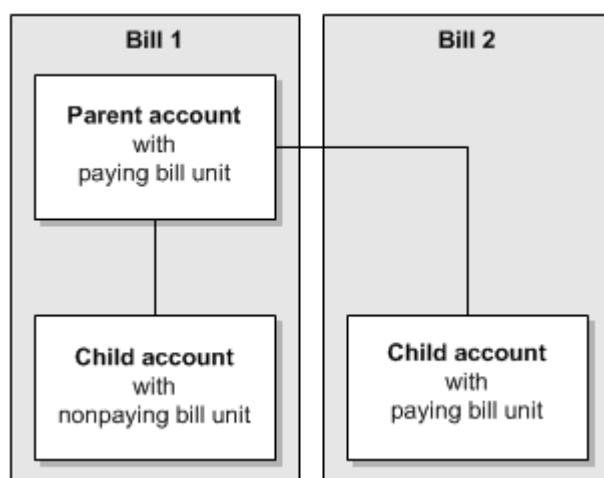 Bill 1
Parent account
with
paying bill unit
Child account
with
nonpaying bill unit
Bill 2
Child account
with
paying bill unit